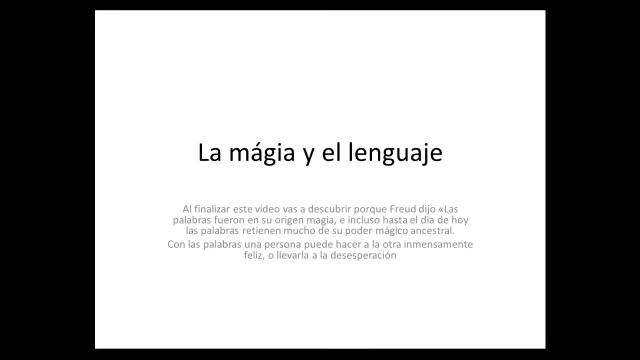 La mágia y el lenguaje
Al finalizar este video vas a descubrir porque Freud dijo «Las
palabras fueron en su origen magia, e incluso hasta el día de hoy
las palabras retienen mucho de su poder mágico ancestral.
Con las palabras una persona puede hacer a la otra inmensamente
feliz, o llevarla a la desesperación